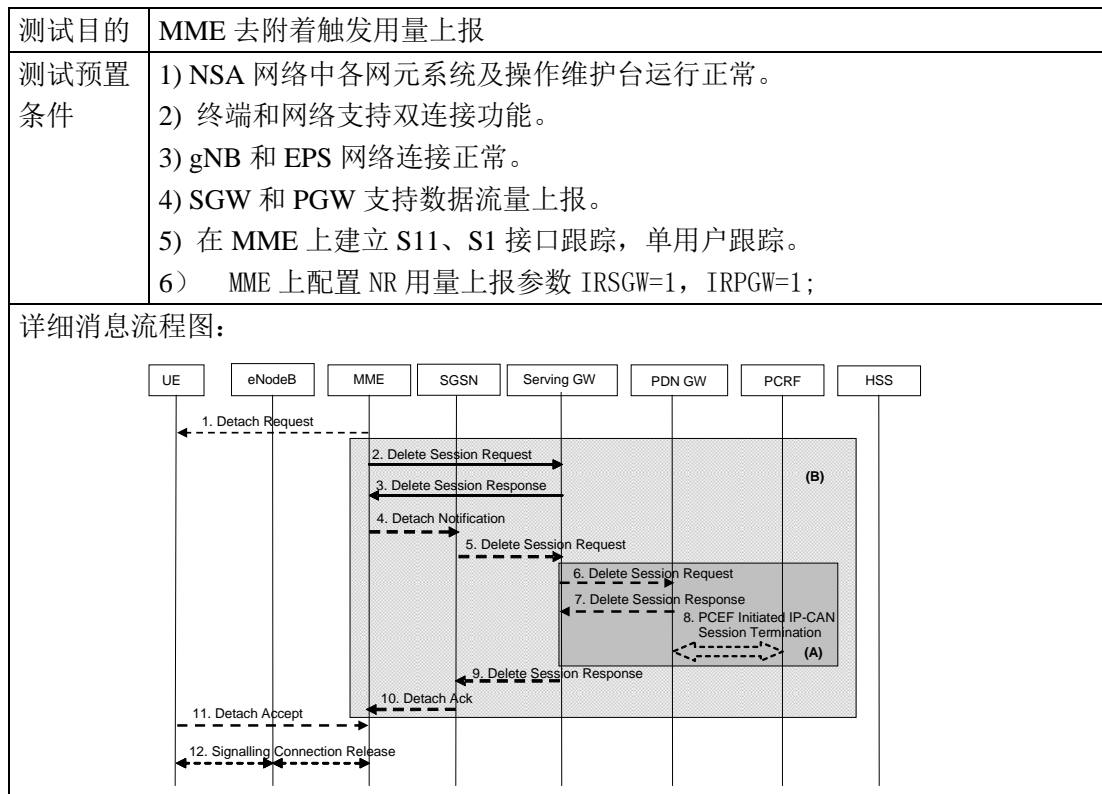 测试目的 MME 去附着触发用量上报
测试预置条件 1) NSA 网络中各网元系统及操作维护台运行正常。
2) 终端和网络支持双连接功能。
3) gNB 和 EPS 网络连接正常。
4) SGW 和 PGW 支持数据流量上报。
5) 在 MME 上建立 S11、S1 接口跟踪，单用户跟踪。
6） MME 上配置 NR 用量上报参数 IRSGW=1，IRPGW=1;
详细消息流程图：
UE eNodeB MME SGSN Serving GW PDN GW PCRF HSS
1. Detach Request
2. Delete Session Request
(B)
3. Delete Session Response
4. Detach Notification
5. Delete Session Request
6. Delete Session Request
7. Delete Session Response
8. PCEF Initiated IP-CAN
Session Termination
(A)
9. Delete Session Response
10. Detach Ack
11. Detach Accept
12. Signalling Connection Release